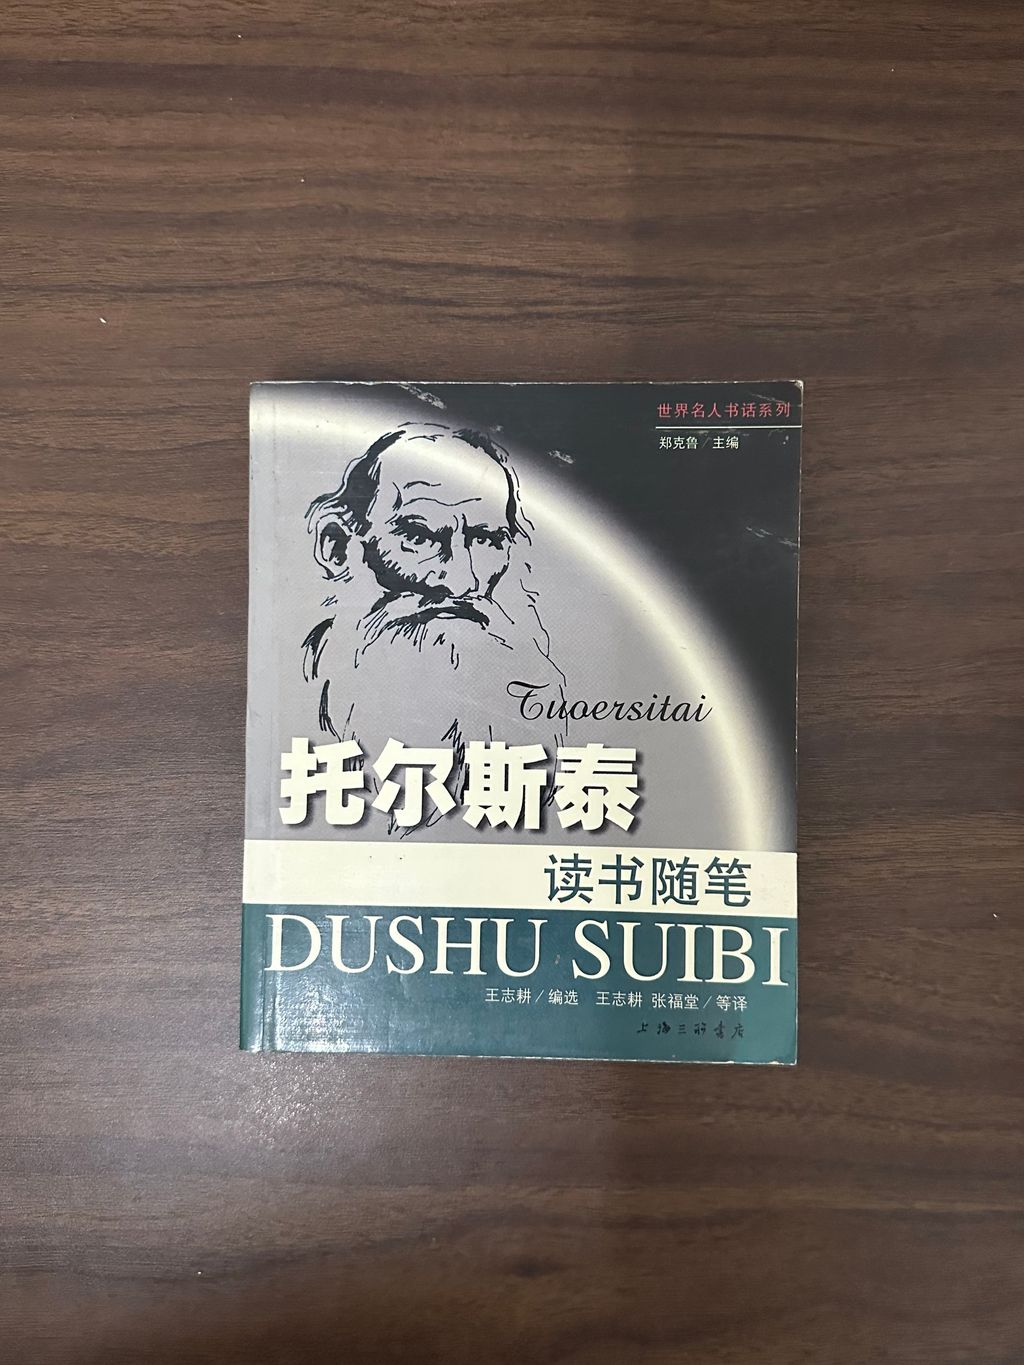 世界名人书话系列
郑克鲁／主编
Tuoersitai
托尔斯泰
读书随笔
DUSHU SUIBI
王志耕／编选　王志耕 张福堂／等译
上海三联书店